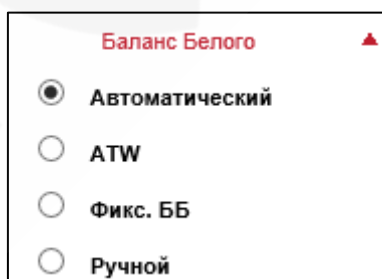 Баланс Белого
Автоматический
ATW
Фикс. ББ
Ручной